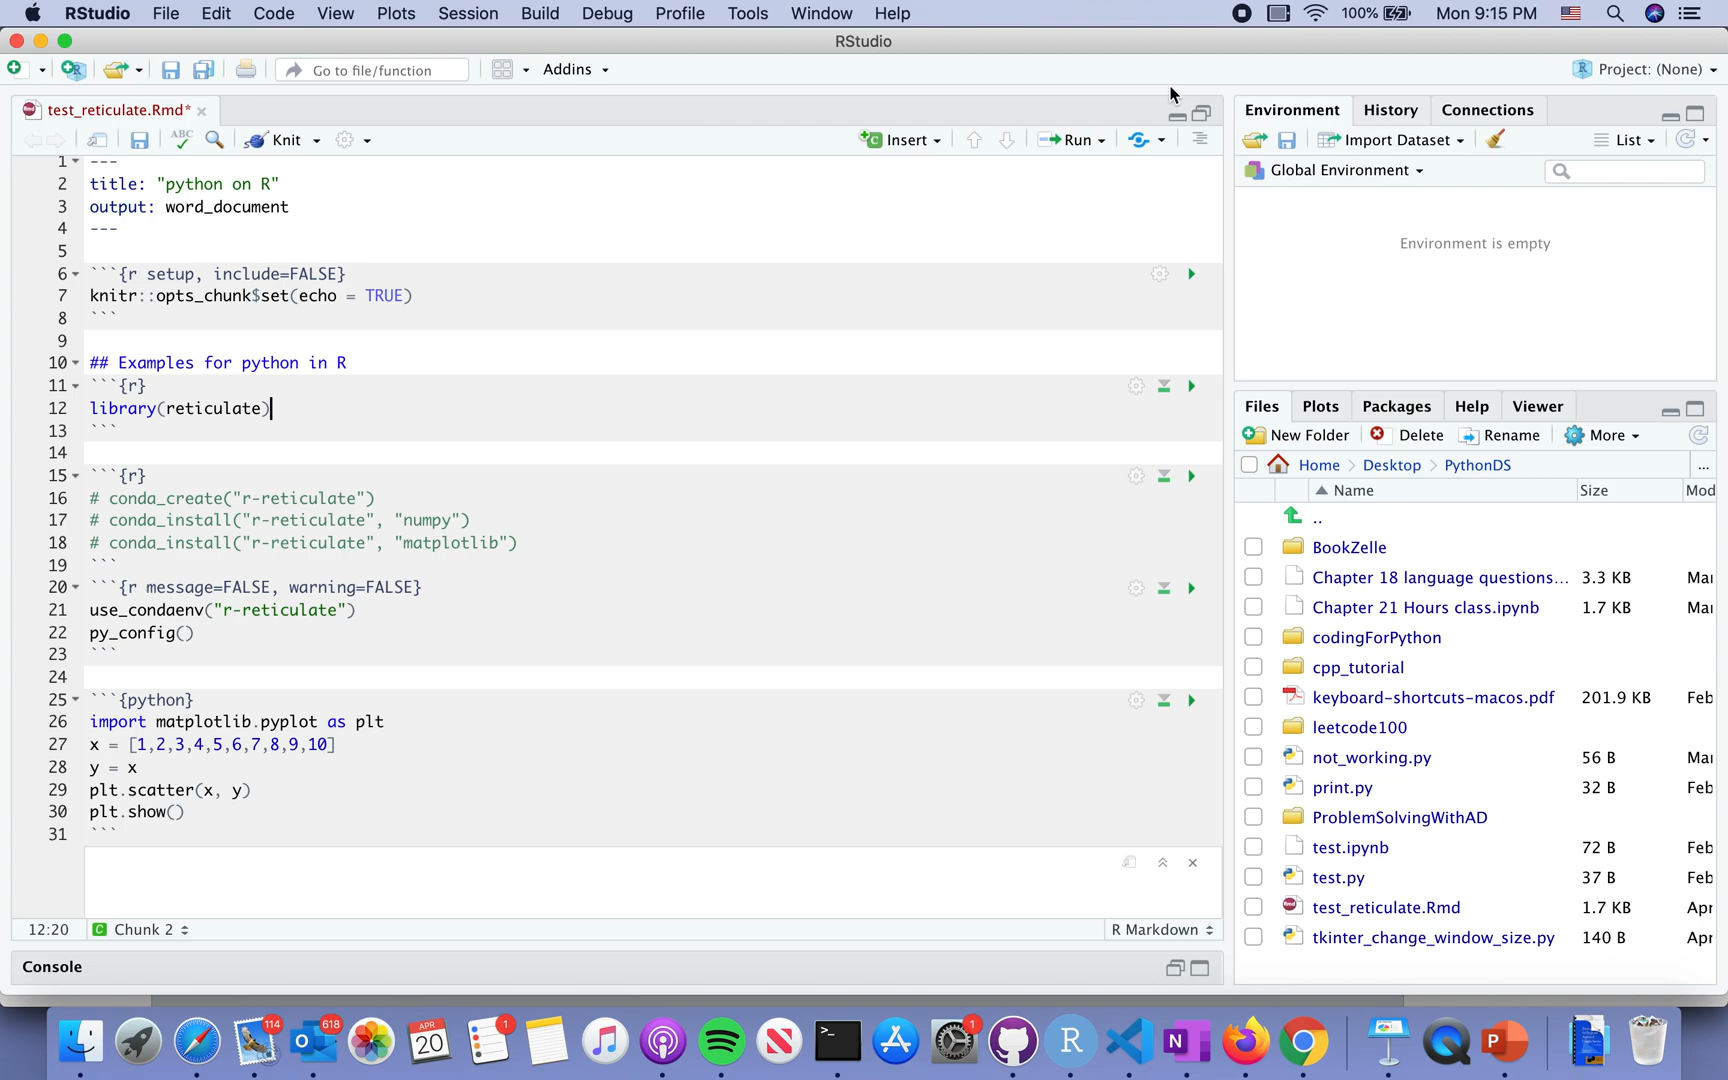 RStudio File Edit Code View Plots Session Build Debug Profile Tools Window Help 100% Mon 9:15 PM
RStudio
Go to file/function Addins Project: (None)
test_reticulate.Rmd*
ABC Knit Insert Run
1 ---
2 title: "python on R"
3 output: word_document
4 ---
5
6 ```{r setup, include=FALSE}
7 knitr::opts_chunk$set(echo = TRUE)
8 ```
9
10 ## Examples for python in R
11 ```{r}
12 library(reticulate)
13 ```
14
15 ```{r}
16 # conda_create("r-reticulate")
17 # conda_install("r-reticulate", "numpy")
18 # conda_install("r-reticulate", "matplotlib")
19 ```
20 ```{r message=FALSE, warning=FALSE}
21 use_condaenv("r-reticulate")
22 py_config()
23 ```
24
25 ```{python}
26 import matplotlib.pyplot as plt
27 x = [1,2,3,4,5,6,7,8,9,10]
28 y = x
29 plt.scatter(x, y)
30 plt.show()
31 ```
12:20 C Chunk 2 R Markdown
Console
Environment History Connections
Import Dataset List
Global Environment
Environment is empty
Files Plots Packages Help Viewer
New Folder Delete Rename More
Home Desktop PythonDS ...
Name Size Mod
..
BookZelle
Chapter 18 language questions... 3.3 KB Mar
Chapter 21 Hours class.ipynb 1.7 KB Mar
codingForPython
cpp_tutorial
keyboard-shortcuts-macos.pdf 201.9 KB Feb
leetcode100
not_working.py 56 B Mar
print.py 32 B Feb
ProblemSolvingWithAD
test.ipynb 72 B Feb
test.py 37 B Feb
test_reticulate.Rmd 1.7 KB Apr
tkinter_change_window_size.py 140 B Apr
114 618 APR 20 1 1 R N P